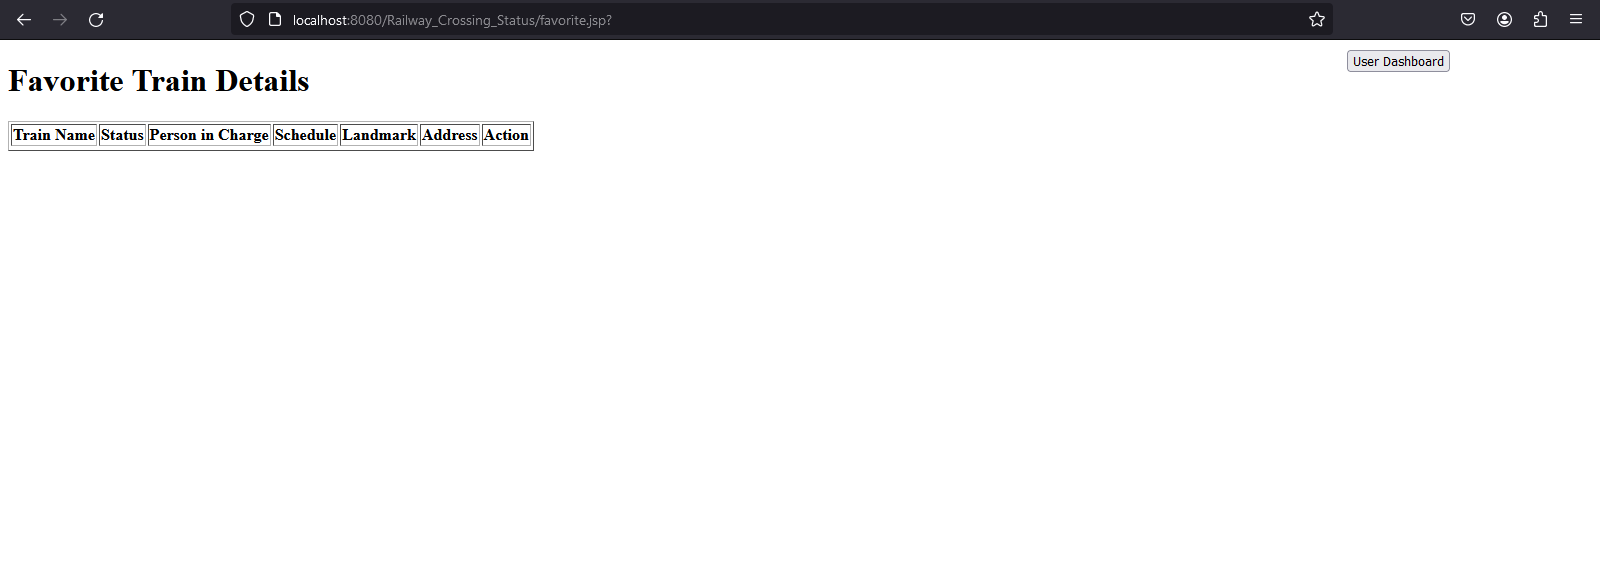 localhost:8080/Railway_Crossing_Status/favorite.jsp?
User Dashboard
Favorite Train Details
Train Name Status Person in Charge Schedule Landmark Address Action